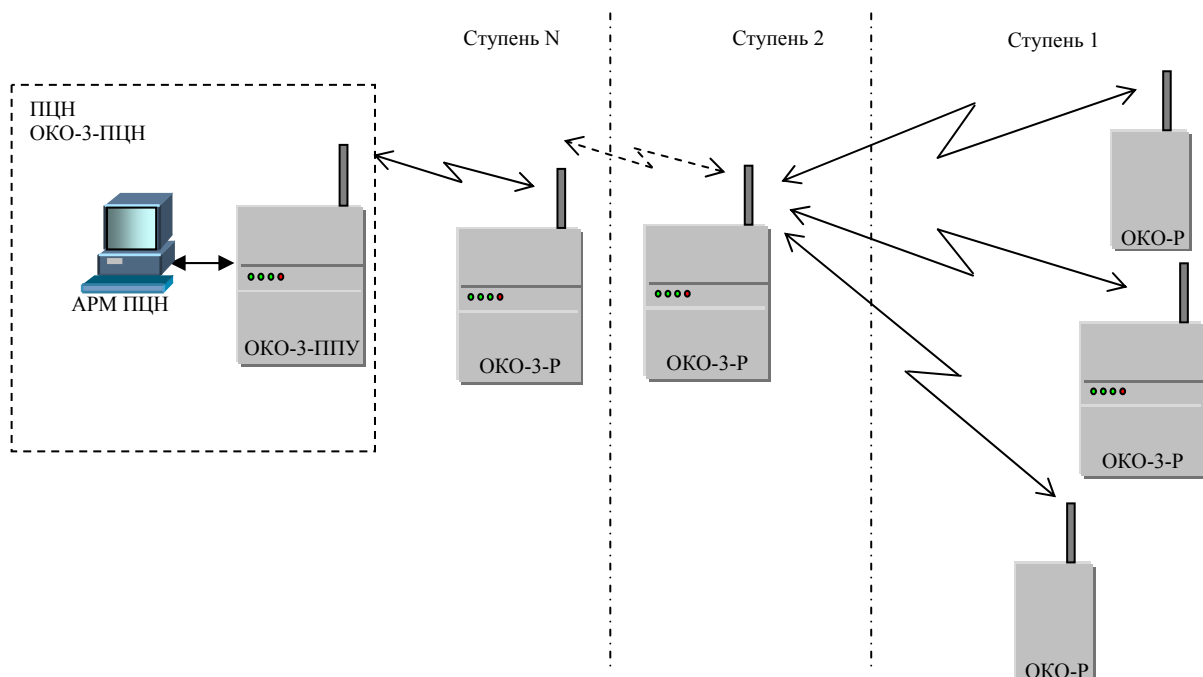 Ступень N
Ступень 2
Ступень 1
ПЦН
ОКО-3-ПЦН
АРМ ПЦН
ОКО-3-ППУ
ОКО-3-Р
ОКО-3-Р
ОКО-Р
ОКО-3-Р
ОКО-Р